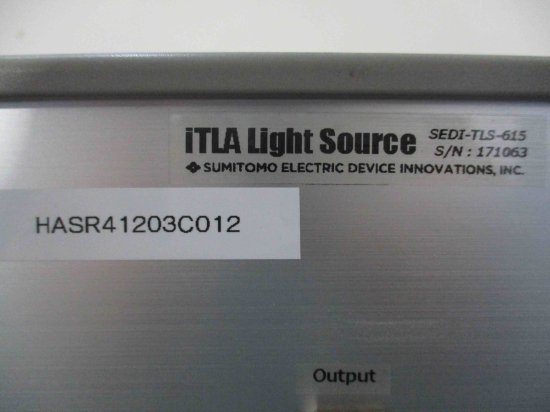 iTLA Light Source SEDI-TLS-615
S/N : 171063
SUMITOMO ELECTRIC DEVICE INNOVATIONS, INC.
HASR41203C012
Output